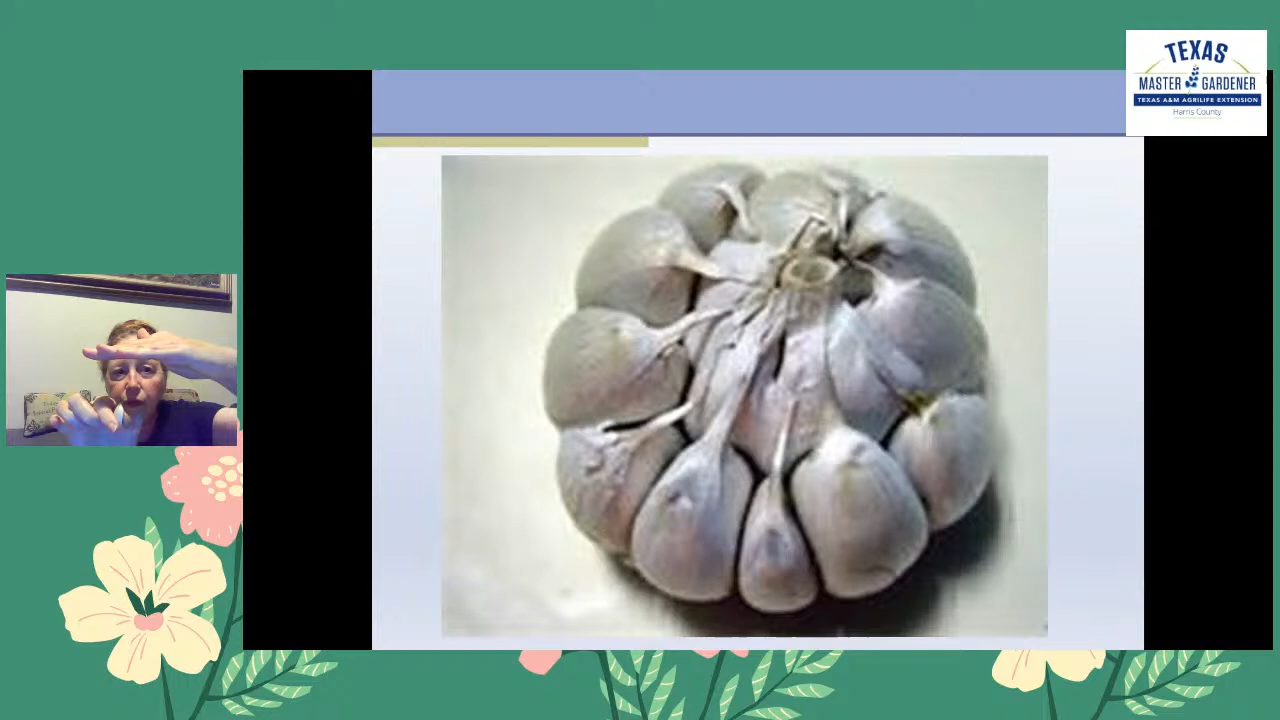 TEXAS
MASTER GARDENER
TEXAS A&M AGRILIFE EXTENSION
Harris County